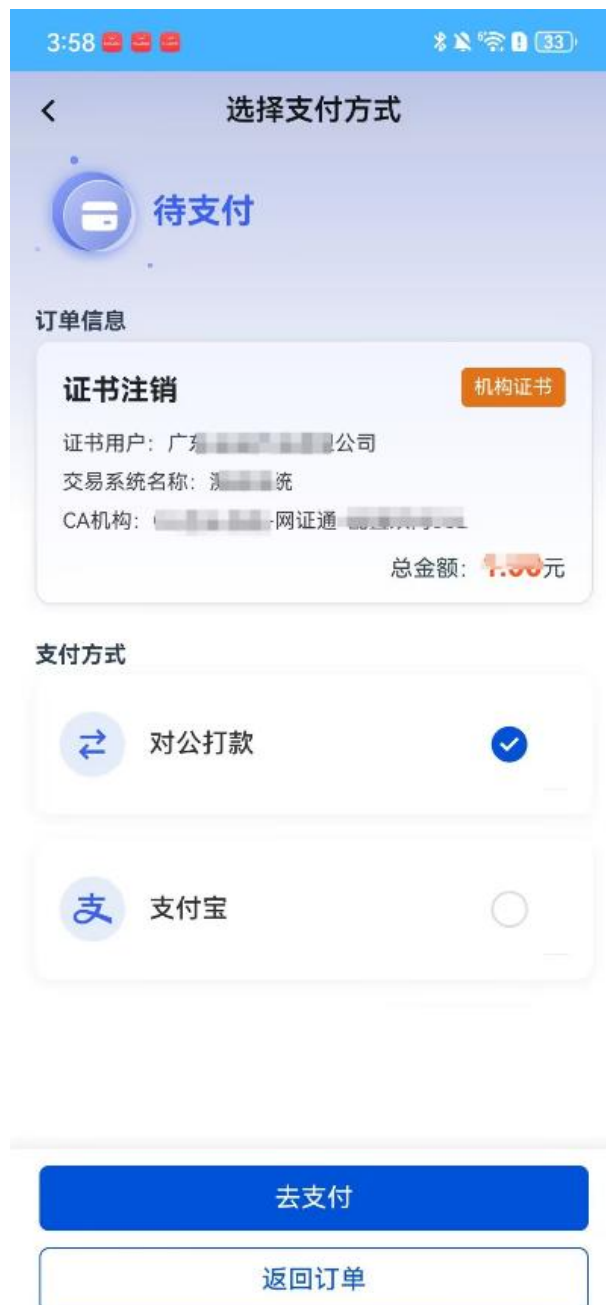 3:58
33
选择支付方式
待支付
订单信息
证书注销
机构证书
证书用户：广 公司
交易系统名称： 统
CA机构： 网证通
总金额： 元
支付方式
对公打款
支付宝
去支付
返回订单